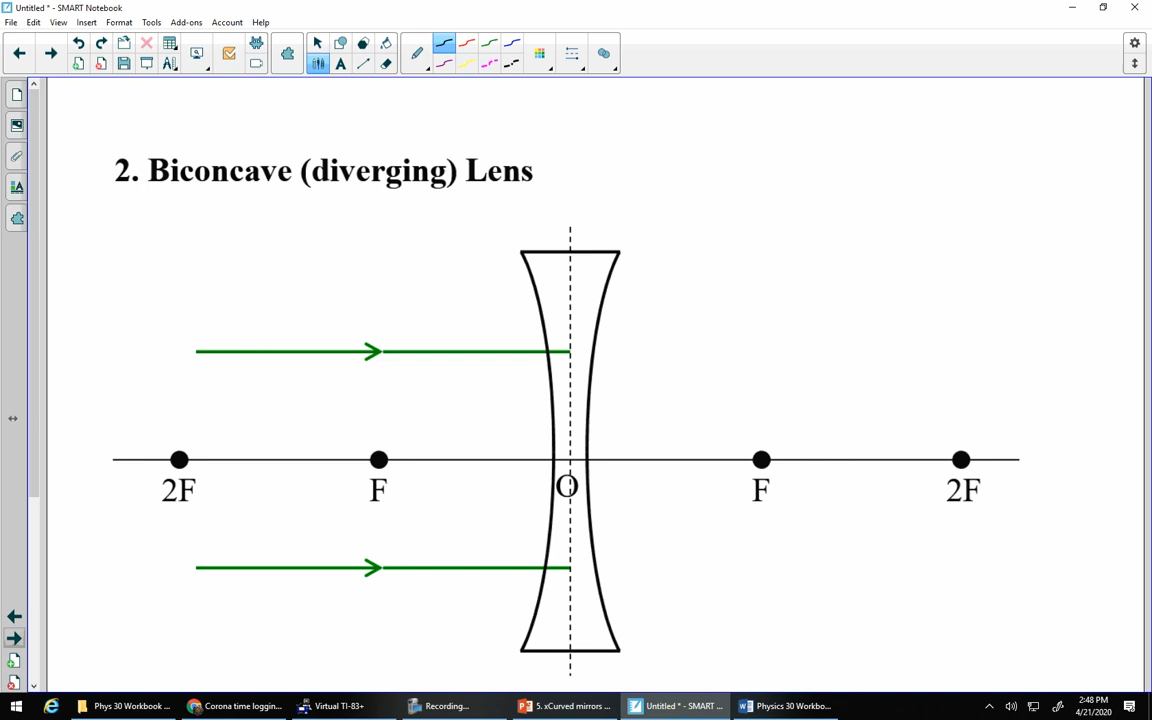 Untitled * - SMART Notebook
File Edit View Insert Format Tools Add-ons Account Help
2. Biconcave (diverging) Lens
2F F O F 2F
Phys 30 Workbook ... Corona time loggin... Virtual TI-83+ Recording... 5. xCurved mirrors ... Untitled * - SMART ... Physics 30 Workbo...
2:48 PM
4/21/2020